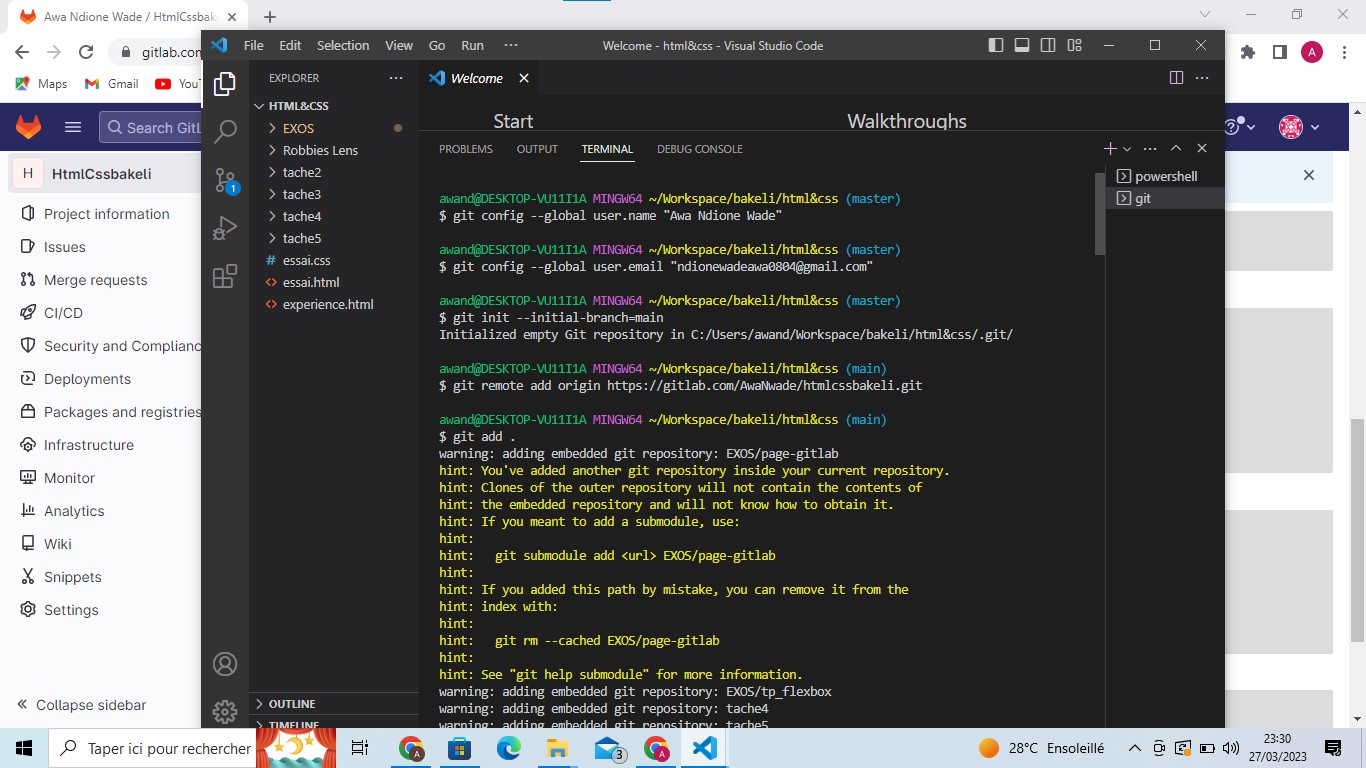 Awa Ndione Wade / HtmlCssbak
gitlab.com
Maps
Gmail
You
File Edit Selection View Go Run ···
Welcome - html&css - Visual Studio Code
A
Search GitL
H HtmlCssbakeli
Project information
Issues
Merge requests
CI/CD
Security and Complianc
Deployments
Packages and registries
Infrastructure
Monitor
Analytics
Wiki
Snippets
Settings
Collapse sidebar
1
EXPLORER ···
HTML&CSS
EXOS
Robbies Lens
tache2
tache3
tache4
tache5
# essai.css
<> essai.html
<> experience.html
OUTLINE
TIMELINE
Welcome
Start
Walkthroughs
PROBLEMS OUTPUT TERMINAL DEBUG CONSOLE
powershell
git
awand@DESKTOP-VU11I1A MINGW64 ~/Workspace/bakeli/html&css (master)
$ git config --global user.name "Awa Ndione Wade"
awand@DESKTOP-VU11I1A MINGW64 ~/Workspace/bakeli/html&css (master)
$ git config --global user.email "ndionewadeawa0804@gmail.com"
awand@DESKTOP-VU11I1A MINGW64 ~/Workspace/bakeli/html&css (master)
$ git init --initial-branch=main
Initialized empty Git repository in C:/Users/awand/Workspace/bakeli/html&css/.git/
awand@DESKTOP-VU11I1A MINGW64 ~/Workspace/bakeli/html&css (main)
$ git remote add origin https://gitlab.com/AwaNwade/htmlcssbakeli.git
awand@DESKTOP-VU11I1A MINGW64 ~/Workspace/bakeli/html&css (main)
$ git add .
warning: adding embedded git repository: EXOS/page-gitlab
hint: You've added another git repository inside your current repository.
hint: Clones of the outer repository will not contain the contents of
hint: the embedded repository and will not know how to obtain it.
hint: If you meant to add a submodule, use:
hint:
hint:   git submodule add <url> EXOS/page-gitlab
hint:
hint: If you added this path by mistake, you can remove it from the
hint: index with:
hint:
hint:   git rm --cached EXOS/page-gitlab
hint:
hint: See "git help submodule" for more information.
warning: adding embedded git repository: EXOS/tp_flexbox
warning: adding embedded git repository: tache4
warning: adding embedded git repository: tache5
Taper ici pour rechercher
3
28°C Ensoleillé
23:30
27/03/2023